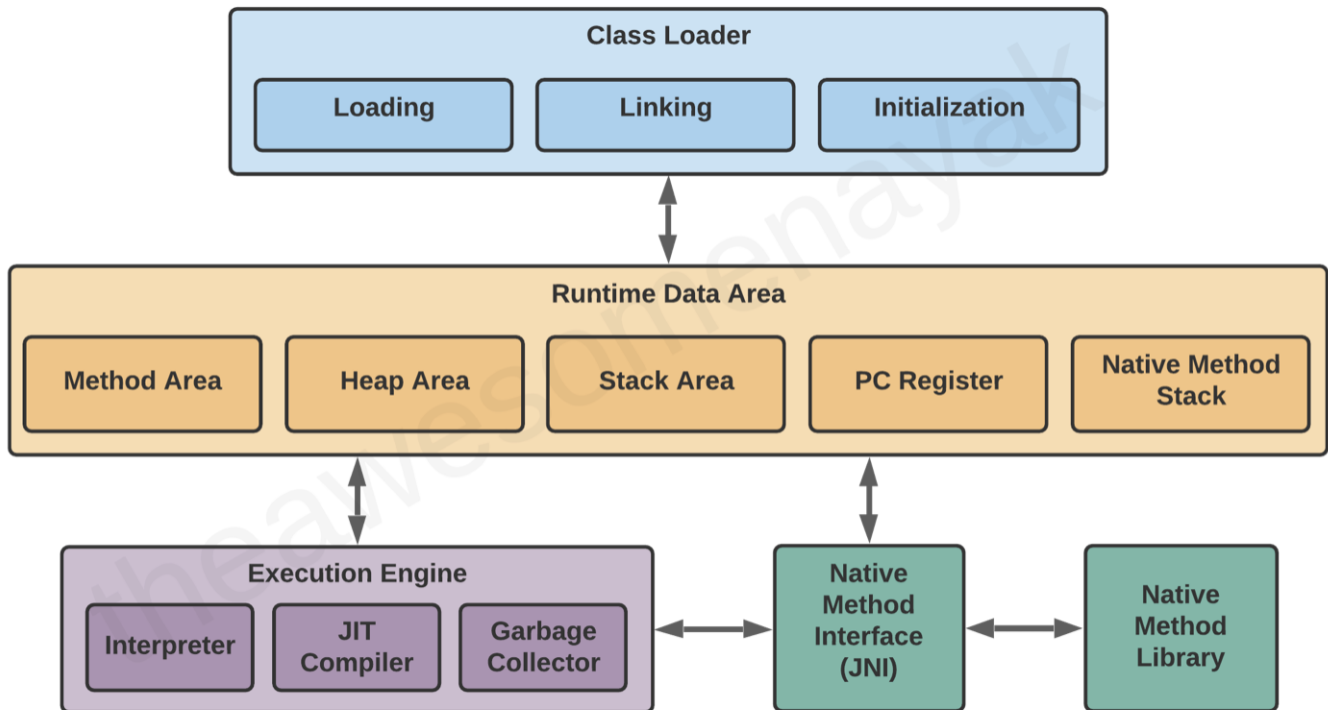 Class Loader
Loading
Linking
Initialization
Runtime Data Area
Method Area
Heap Area
Stack Area
PC Register
Native Method
Stack
Execution Engine
Interpreter
JIT
Compiler
Garbage
Collector
Native
Method
Interface
(JNI)
Native
Method
Library
theawesomenayak